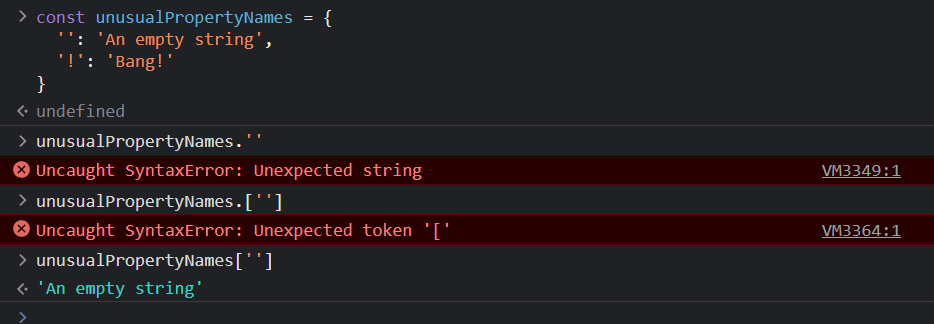 > const unusualPropertyNames = {
'': 'An empty string',
'!': 'Bang!'
}
undefined
> unusualPropertyNames.''
Uncaught SyntaxError: Unexpected string VM3349:1
> unusualPropertyNames.['']
Uncaught SyntaxError: Unexpected token '[' VM3364:1
> unusualPropertyNames['']
'An empty string'
>